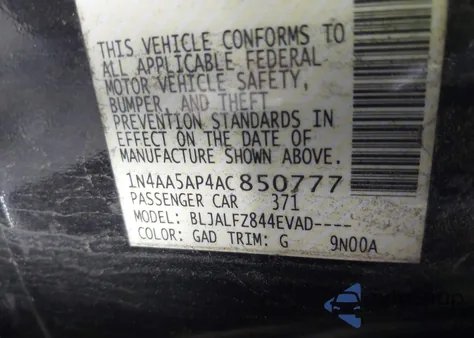 THIS VEHICLE CONFORMS TO
ALL APPLICABLE FEDERAL
MOTOR VEHICLE SAFETY,
BUMPER, AND THEFT
PREVENTION STANDARDS IN
EFFECT ON THE DATE OF
MANUFACTURE SHOWN ABOVE.
1N4AA5AP4AC850777
PASSENGER CAR 371
MODEL: BLJALFZ844EVAD----
COLOR: GAD TRIM: G 9N00A